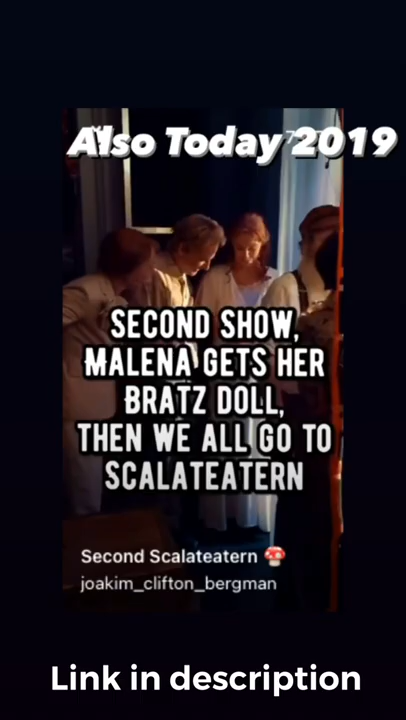 Also Today 2019
SECOND SHOW,
MALENA GETS HER
BRATZ DOLL,
THEN WE ALL GO TO
SCALATEATERN
Second Scalateatern 🍄
joakim_clifton_bergman
Link in description